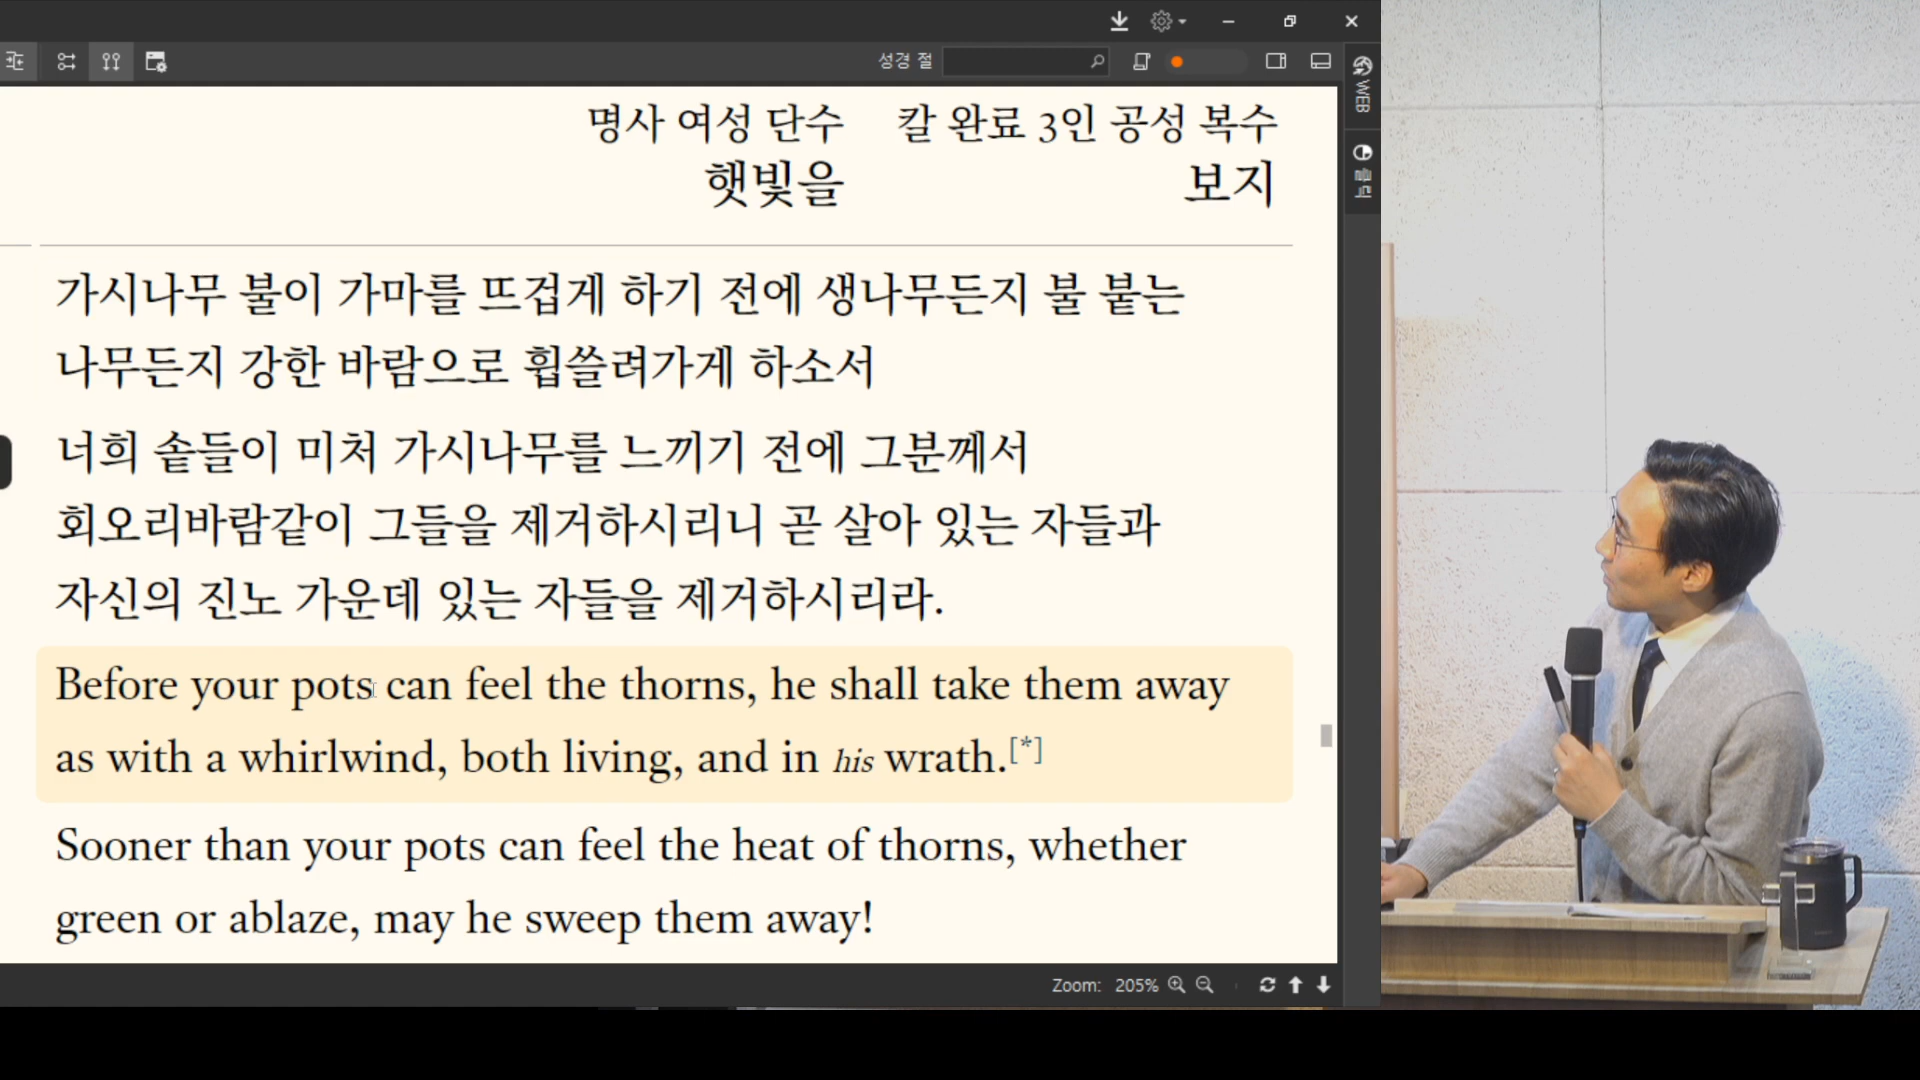 성경 절
WEB
클릭
명사 여성 단수 칼 완료 3인 공성 복수
햇빛을 보지
가시나무 불이 가마를 뜨겁게 하기 전에 생나무든지 불 붙는
나무든지 강한 바람으로 휩쓸려가게 하소서
너희 솥들이 미처 가시나무를 느끼기 전에 그분께서
회오리바람같이 그들을 제거하시리니 곧 살아 있는 자들과
자신의 진노 가운데 있는 자들을 제거하시리라.
Before your pots can feel the thorns, he shall take them away
as with a whirlwind, both living, and in his wrath.[*]
Sooner than your pots can feel the heat of thorns, whether
green or ablaze, may he sweep them away!
Zoom: 205%